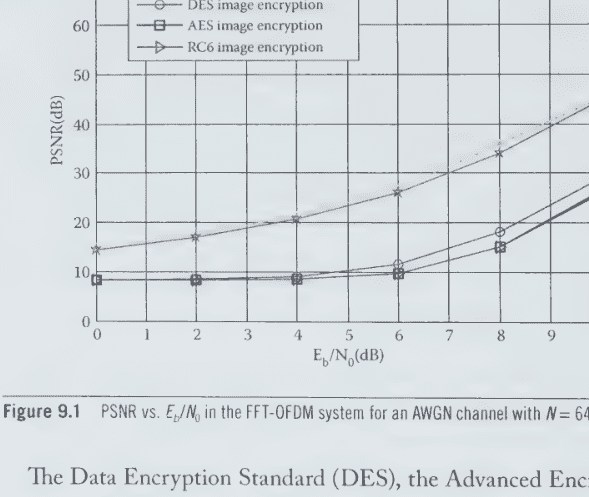 DES image encryption
60
AES image encryption
RC6 image encryption
50
40
PSNR(dB)
30
20
10
0
0 1 2 3 4 5 6 7 8 9
E_b/N_0(dB)
Figure 9.1 PSNR vs. E_b/N_0 in the FFT-OFDM system for an AWGN channel with N = 64
The Data Encryption Standard (DES), the Advanced Enc